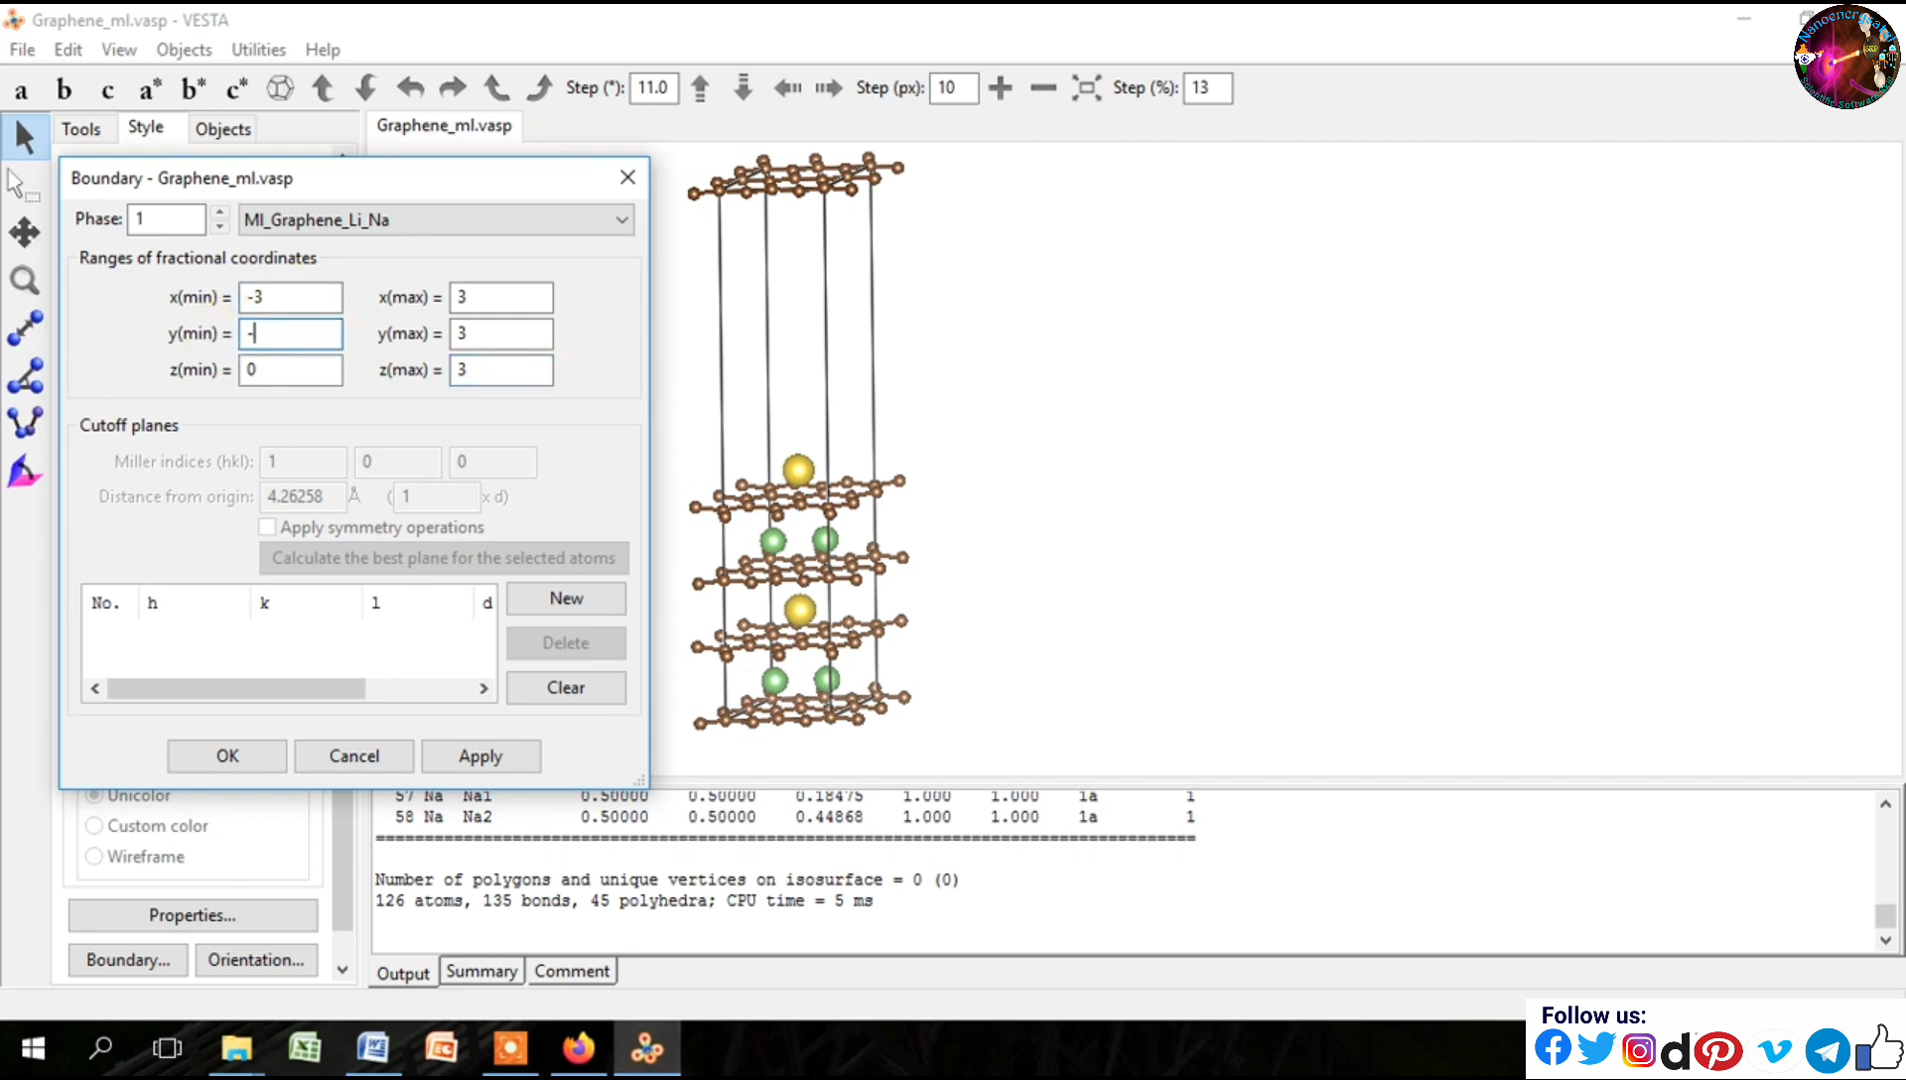 Graphene_ml.vasp - VESTA
File Edit View Objects Utilities Help
a b c a* b* c* Step (°): 11.0 Step (px): 10 Step (%): 13
Tools Style Objects Graphene_ml.vasp
Boundary - Graphene_ml.vasp
Phase: 1 Ml_Graphene_Li_Na
Ranges of fractional coordinates
x(min) = -3 x(max) = 3
y(min) = - y(max) = 3
z(min) = 0 z(max) = 3
Cutoff planes
Miller indices (hkl): 1 0 0
Distance from origin: 4.26258 Å ( 1 x d)
Apply symmetry operations
Calculate the best plane for the selected atoms
No. h k l d
New
Delete
Clear
OK Cancel Apply
Unicolor
Custom color
Wireframe
Properties...
Boundary... Orientation...
57 Na Na1 0.50000 0.50000 0.18475 1.000 1.000 1a 1
58 Na Na2 0.50000 0.50000 0.44868 1.000 1.000 1a 1
Number of polygons and unique vertices on isosurface = 0 (0)
126 atoms, 135 bonds, 45 polyhedra; CPU time = 5 ms
Output Summary Comment
Follow us: